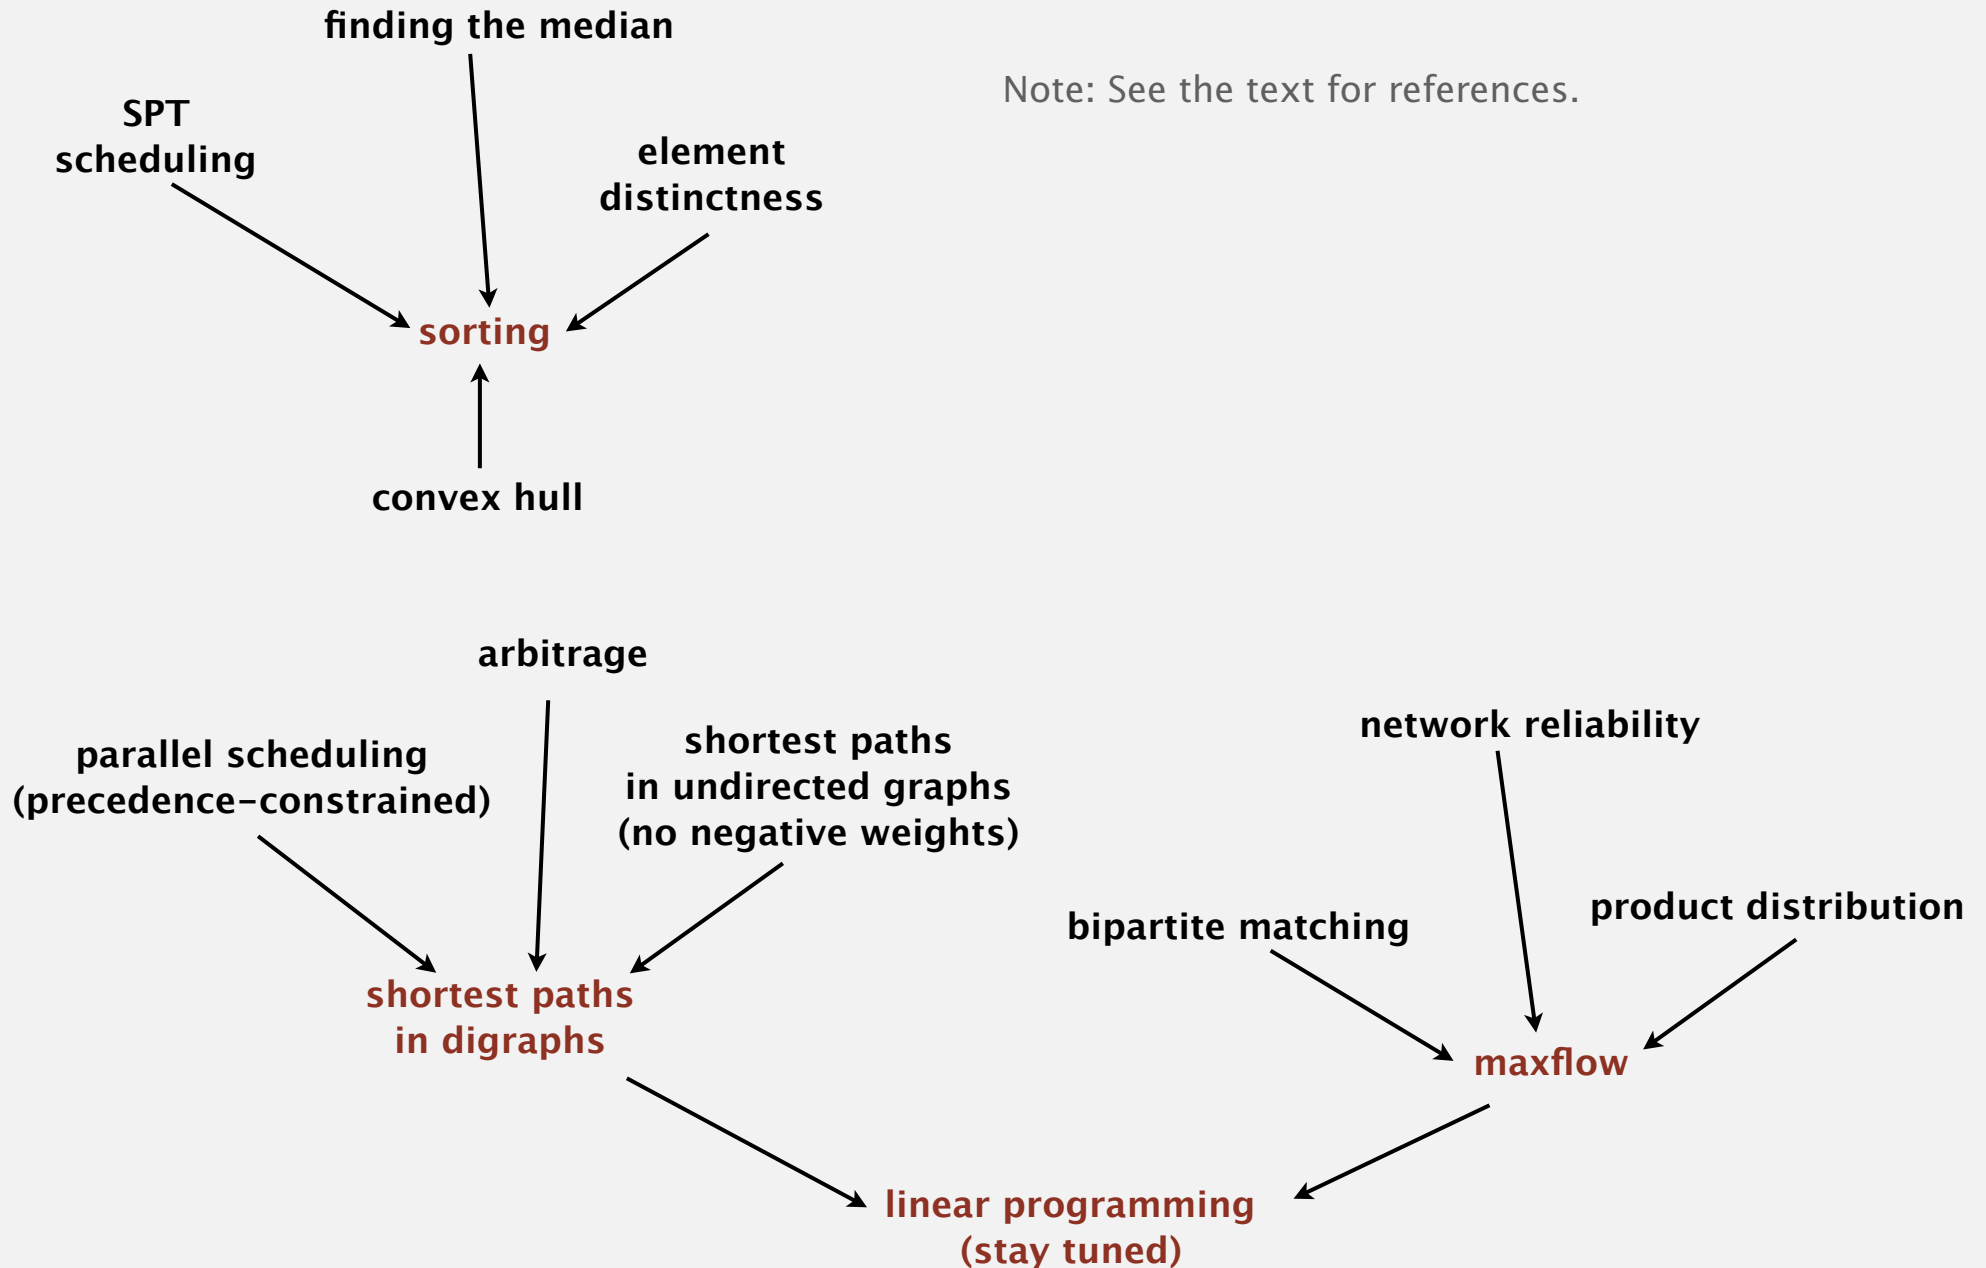 finding the median
Note: See the text for references.
SPT
scheduling
element
distinctness
sorting
convex hull
arbitrage
parallel scheduling
(precedence-constrained)
shortest paths
in undirected graphs
(no negative weights)
network reliability
bipartite matching
product distribution
shortest paths
in digraphs
maxflow
linear programming
(stay tuned)